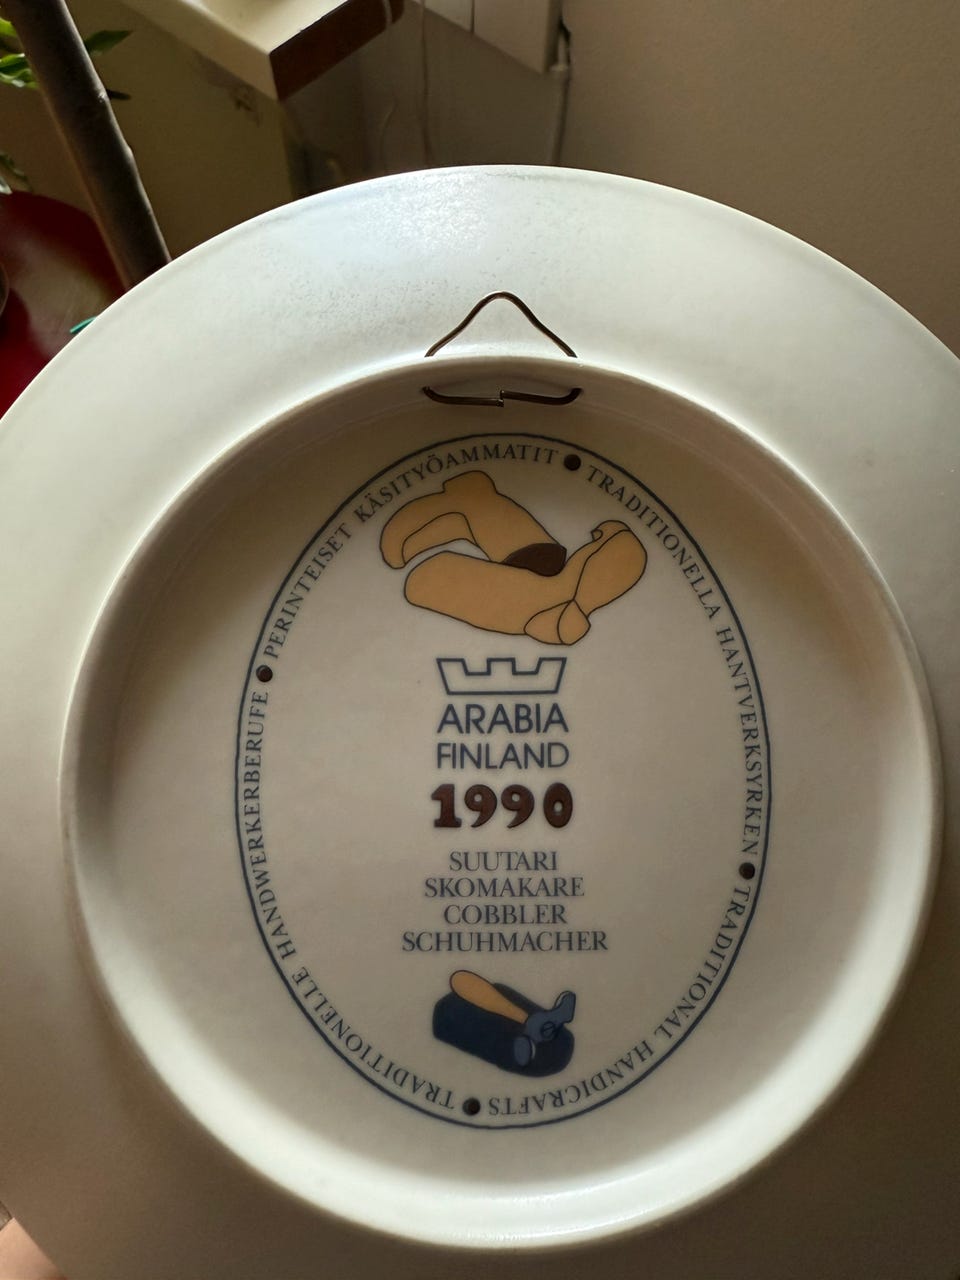 PERINTEISET KÄSITYÖAMMATIT
TRADITIONELLA HANTVERKSYRKEN
TRADITIONAL HANDICRAFTS
TRADITIONELLE HANDWERKERBERUFE
ARABIA
FINLAND
1990
SUUTARI
SKOMAKARE
COBBLER
SCHUHMACHER